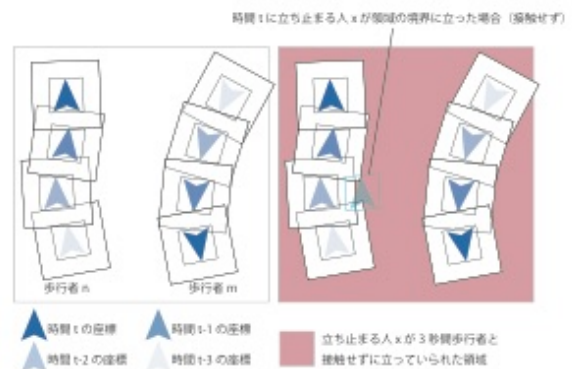 時間 t に立ち止まる人 x が領域の境界に立った場合（接触せず）
歩行者 n
歩行者 m
時間 t の座標
時間 t-1 の座標
時間 t-2 の座標
時間 t-3 の座標
立ち止まる人 x が 3 秒間歩行者と
接触せずに立っていられた領域